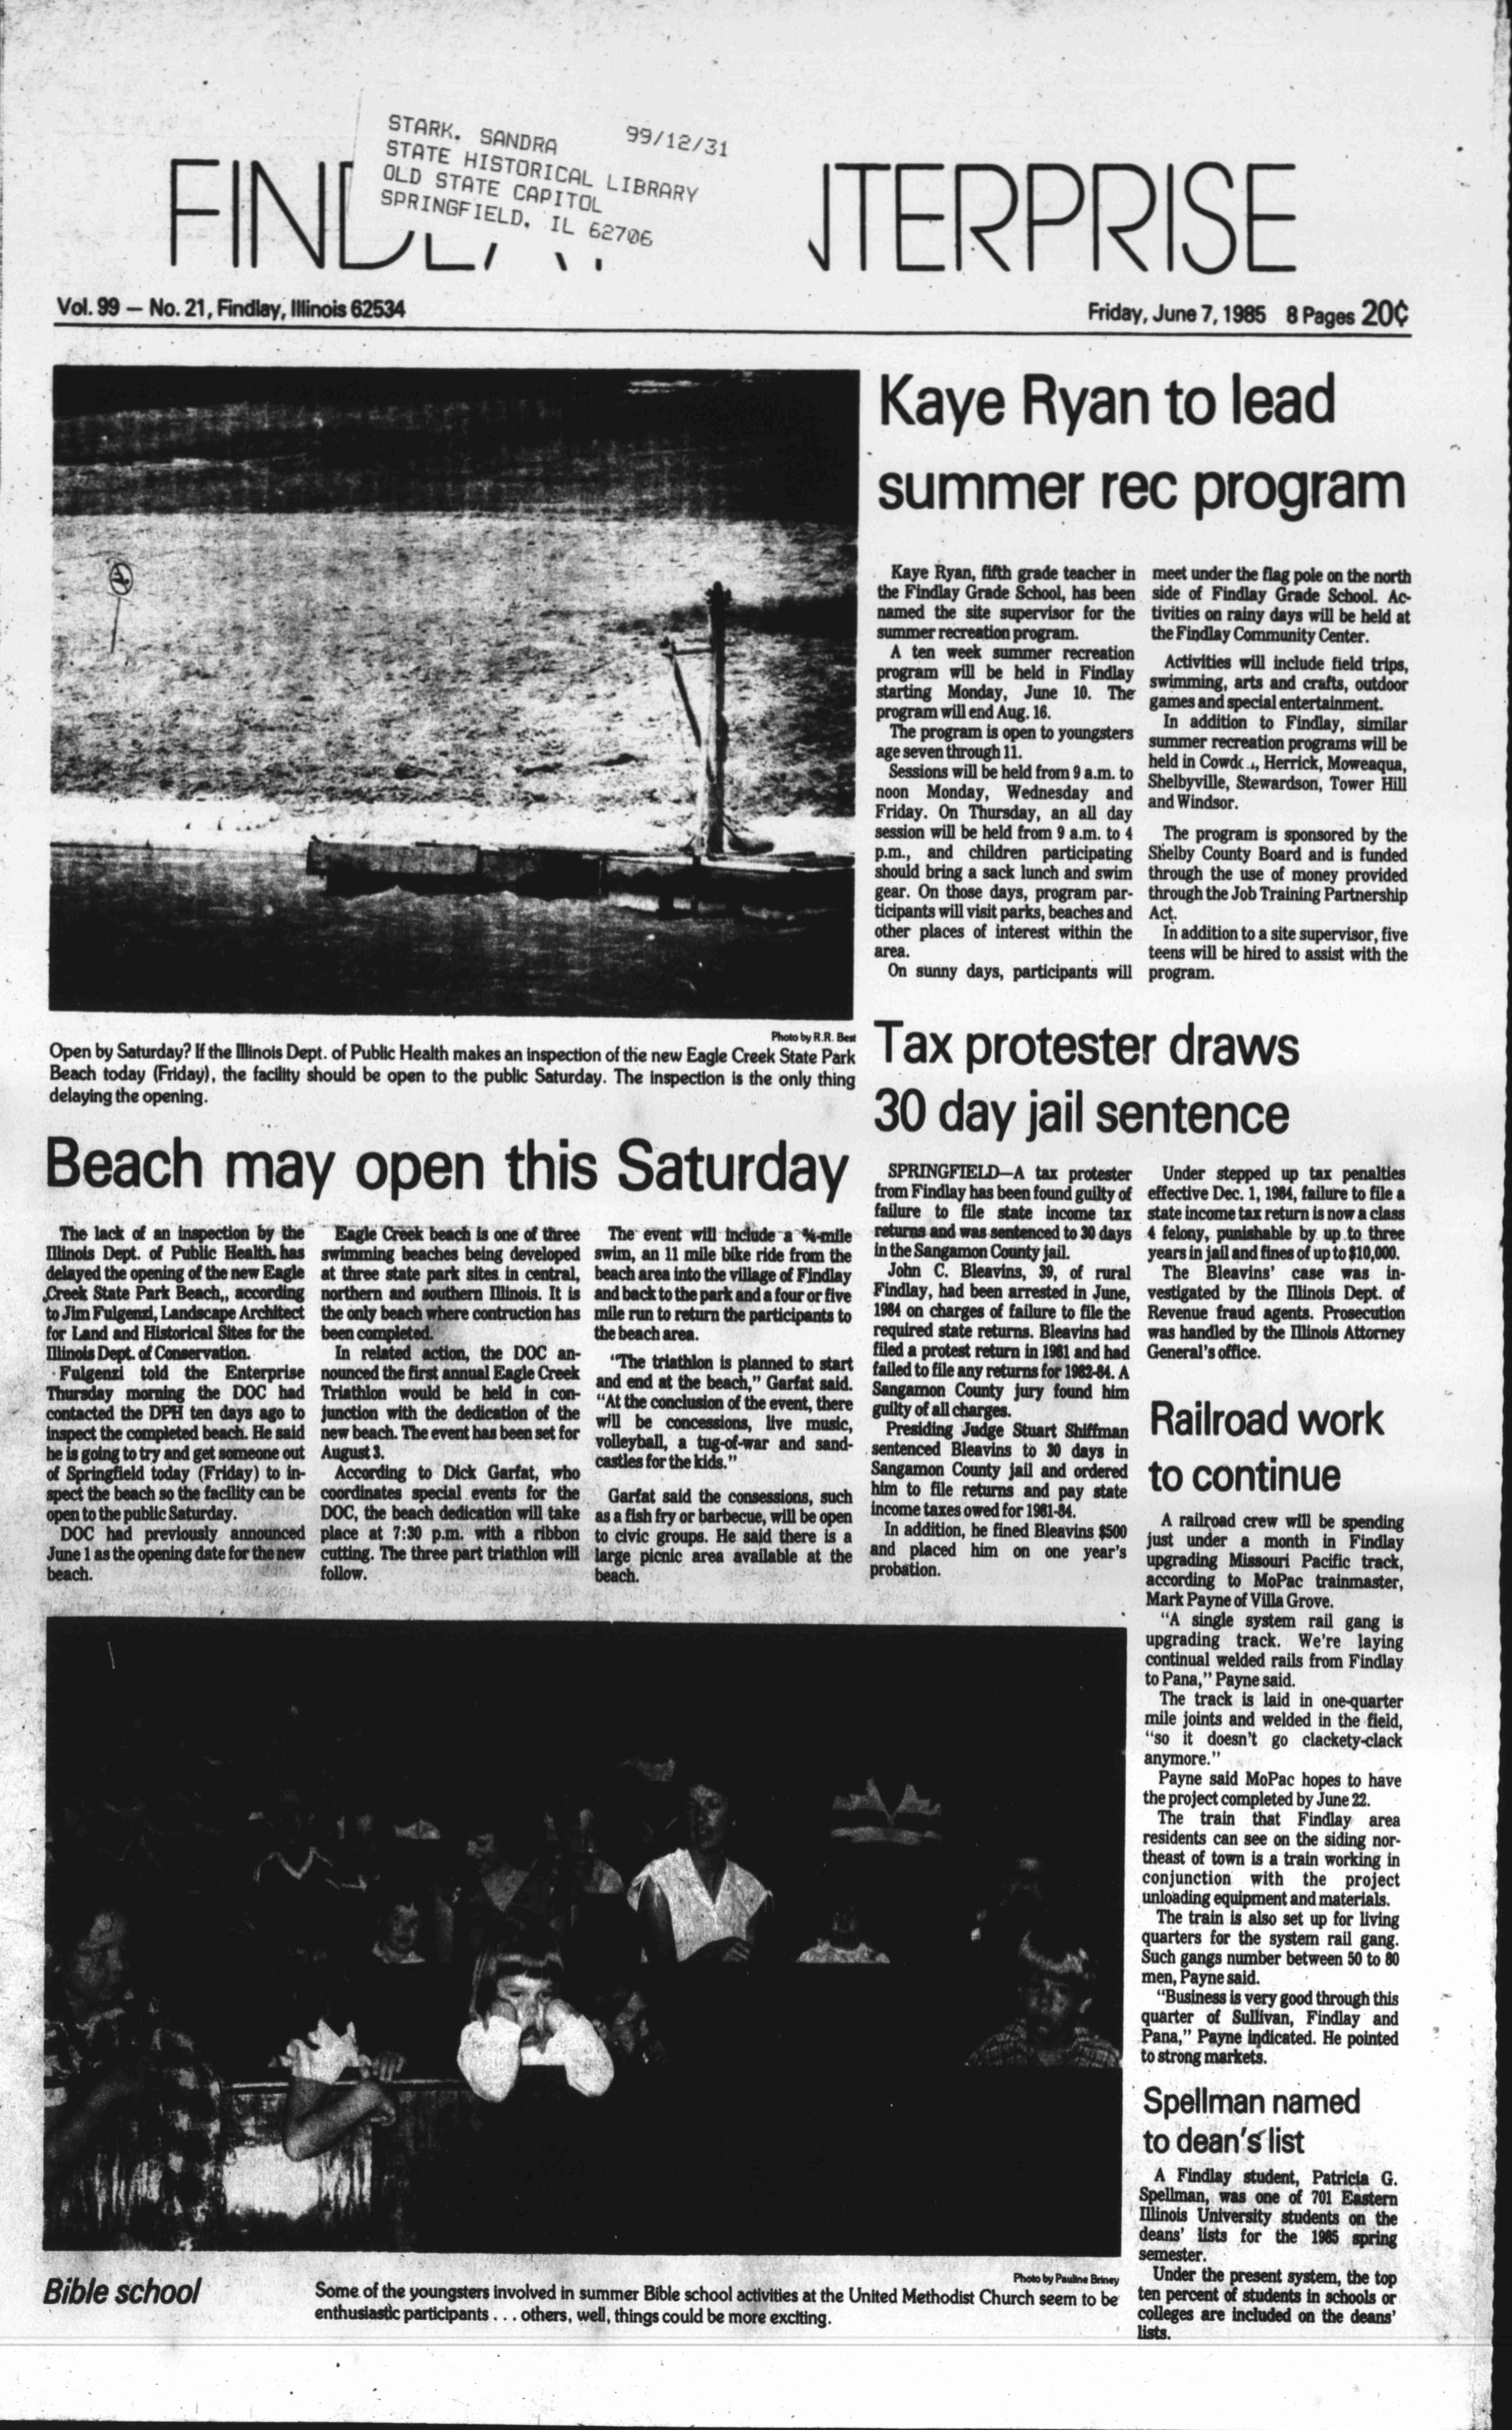 STARK, SANDRA 99/12/31
STATE HISTORICAL LIBRARY
OLD STATE CAPITOL
SPRINGFIELD, IL 62706
TERPRISE
Vol. 99 — No. 21, Findlay, Illinois 62534
Friday, June 7, 1985 8 Pages 20¢
Photo by R.R. Best
Open by Saturday? If the Illinois Dept. of Public Health makes an inspection of the new Eagle Creek State Park
Beach today (Friday), the facility should be open to the public Saturday. The inspection is the only thing
delaying the opening.
Kaye Ryan to lead
summer rec program
Kaye Ryan, fifth grade teacher in
the Findlay Grade School, has been
named the site supervisor for the
summer recreation program.
A ten week summer recreation
program will be held in Findlay
starting Monday, June 10. The
program will end Aug. 16.
The program is open to youngsters
age seven through 11.
Sessions will be held from 9 a.m. to
noon Monday, Wednesday and
Friday. On Thursday, an all day
session will be held from 9 a.m. to 4
p.m., and children participating
should bring a sack lunch and swim
gear. On those days, program par-
ticipants will visit parks, beaches and
other places of interest within the
area.
On sunny days, participants will
meet under the flag pole on the north
side of Findlay Grade School. Ac-
tivities on rainy days will be held at
the Findlay Community Center.
Activities will include field trips,
swimming, arts and crafts, outdoor
games and special entertainment.
In addition to Findlay, similar
summer recreation programs will be
held in Herrick, Moweaqua,
Shelbyville, Stewardson, Tower Hill
and Windsor.
The program is sponsored by the
Shelby County Board and is funded
through the use of money provided
through the Job Training Partnership
Act.
In addition to a site supervisor, five
teens will be hired to assist with the
program.
Beach may open this Saturday
The lack of an inspection by the
Illinois Dept. of Public Health has
delayed the opening of the new Eagle
Creek State Park Beach,, according
to Jim Fulgenzi, Landscape Architect
for Land and Historical Sites for the
Illinois Dept. of Conservation.
Fulgenzi told the Enterprise
Thursday morning the DOC had
contacted the DPH ten days ago to
inspect the completed beach. He said
he is going to try and get someone out
of Springfield today (Friday) to in-
spect the beach so the facility can be
open to the public Saturday.
DOC had previously announced
June 1 as the opening date for the new
beach.
Eagle Creek beach is one of three
swimming beaches being developed
at three state park sites in central,
northern and southern Illinois. It is
the only beach where contruction has
been completed.
In related action, the DOC an-
nounced the first annual Eagle Creek
Triathlon would be held in con-
junction with the dedication of the
new beach. The event has been set for
August 3.
According to Dick Garfat, who
coordinates special events for the
DOC, the beach dedication will take
place at 7:30 p.m. with a ribbon
cutting. The three part triathlon will
follow.
The event will include a ¾-mile
swim, an 11 mile bike ride from the
beach area into the village of Findlay
and back to the park and a four or five
mile run to return the participants to
the beach area.
"The triathlon is planned to start
and end at the beach," Garfat said.
"At the conclusion of the event, there
will be concessions, live music,
volleyball, a tug-of-war and sand-
castles for the kids."
Garfat said the consessions, such
as a fish fry or barbecue, will be open
to civic groups. He said there is a
large picnic area available at the
beach.
Tax protester draws
30 day jail sentence
SPRINGFIELD—A tax protester
from Findlay has been found guilty of
failure to file state income tax
returns and was sentenced to 30 days
in the Sangamon County jail.
John C. Bleavins, 39, of rural
Findlay, had been arrested in June,
1984 on charges of failure to file the
required state returns. Bleavins had
filed a protest return in 1981 and had
failed to file any returns for 1982-84. A
Sangamon County jury found him
guilty of all charges.
Presiding Judge Stuart Shiffman
sentenced Bleavins to 30 days in
Sangamon County jail and ordered
him to file returns and pay state
income taxes owed for 1981-84.
In addition, he fined Bleavins $500
and placed him on one year's
probation.
Under stepped up tax penalties
effective Dec. 1, 1984, failure to file a
state income tax return is now a class
4 felony, punishable by up to three
years in jail and fines of up to $10,000.
The Bleavins' case was in-
vestigated by the Illinois Dept. of
Revenue fraud agents. Prosecution
was handled by the Illinois Attorney
General's office.
Railroad work
to continue
A railroad crew will be spending
just under a month in Findlay
upgrading Missouri Pacific track,
according to MoPac trainmaster,
Mark Payne of Villa Grove.
"A single system rail gang is
upgrading track. We're laying
continual welded rails from Findlay
to Pana," Payne said.
The track is laid in one-quarter
mile joints and welded in the field,
"so it doesn't go clackety-clack
anymore."
Payne said MoPac hopes to have
the project completed by June 22.
The train that Findlay area
residents can see on the siding nor-
theast of town is a train working in
conjunction with the project
unloading equipment and materials.
The train is also set up for living
quarters for the system rail gang.
Such gangs number between 50 to 80
men, Payne said.
"Business is very good through this
quarter of Sullivan, Findlay and
Pana," Payne indicated. He pointed
to strong markets.
Spellman named
to dean's list
A Findlay student, Patricia G.
Spellman, was one of 701 Eastern
Illinois University students on the
deans' lists for the 1985 spring
semester.
Under the present system, the top
ten percent of students in schools or
colleges are included on the deans'
lists.
Photo by Pauline Briney
Bible school
Some of the youngsters involved in summer Bible school activities at the United Methodist Church seem to be
enthusiastic participants . . . others, well, things could be more exciting.